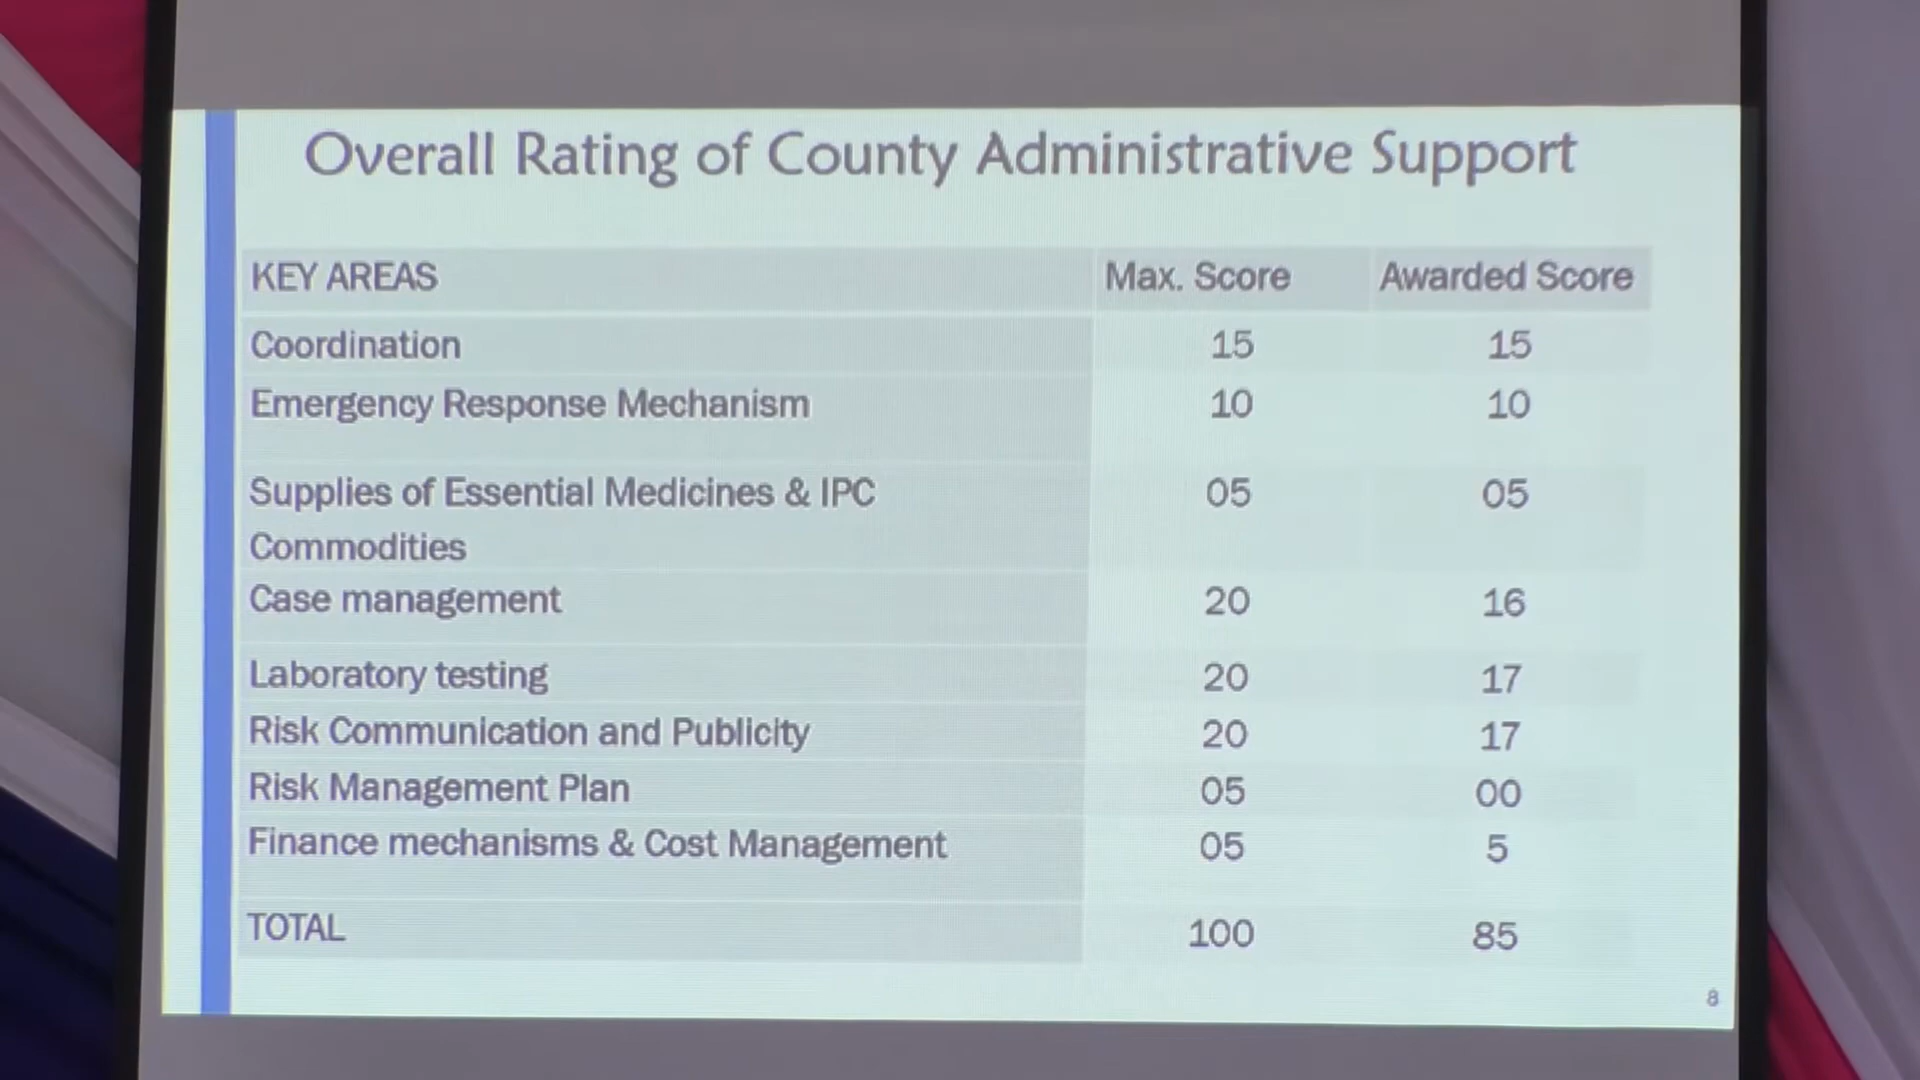 Overall Rating of County Administrative Support
KEY AREAS Max. Score Awarded Score
Coordination 15 15
Emergency Response Mechanism 10 10
Supplies of Essential Medicines & IPC 05 05
Commodities
Case management 20 16
Laboratory testing 20 17
Risk Communication and Publicity 20 17
Risk Management Plan 05 00
Finance mechanisms & Cost Management 05 5
TOTAL 100 85
8